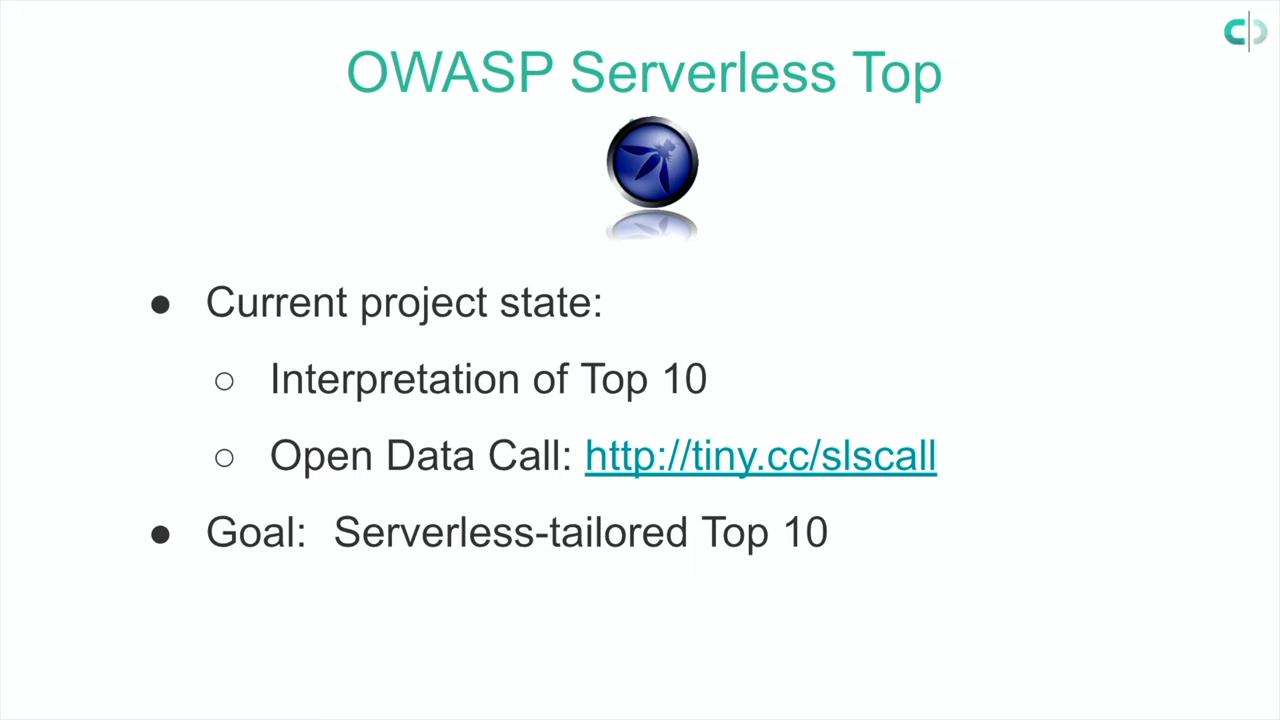 OWASP Serverless Top
● Current project state:
○ Interpretation of Top 10
○ Open Data Call: http://tiny.cc/slscall
● Goal: Serverless-tailored Top 10